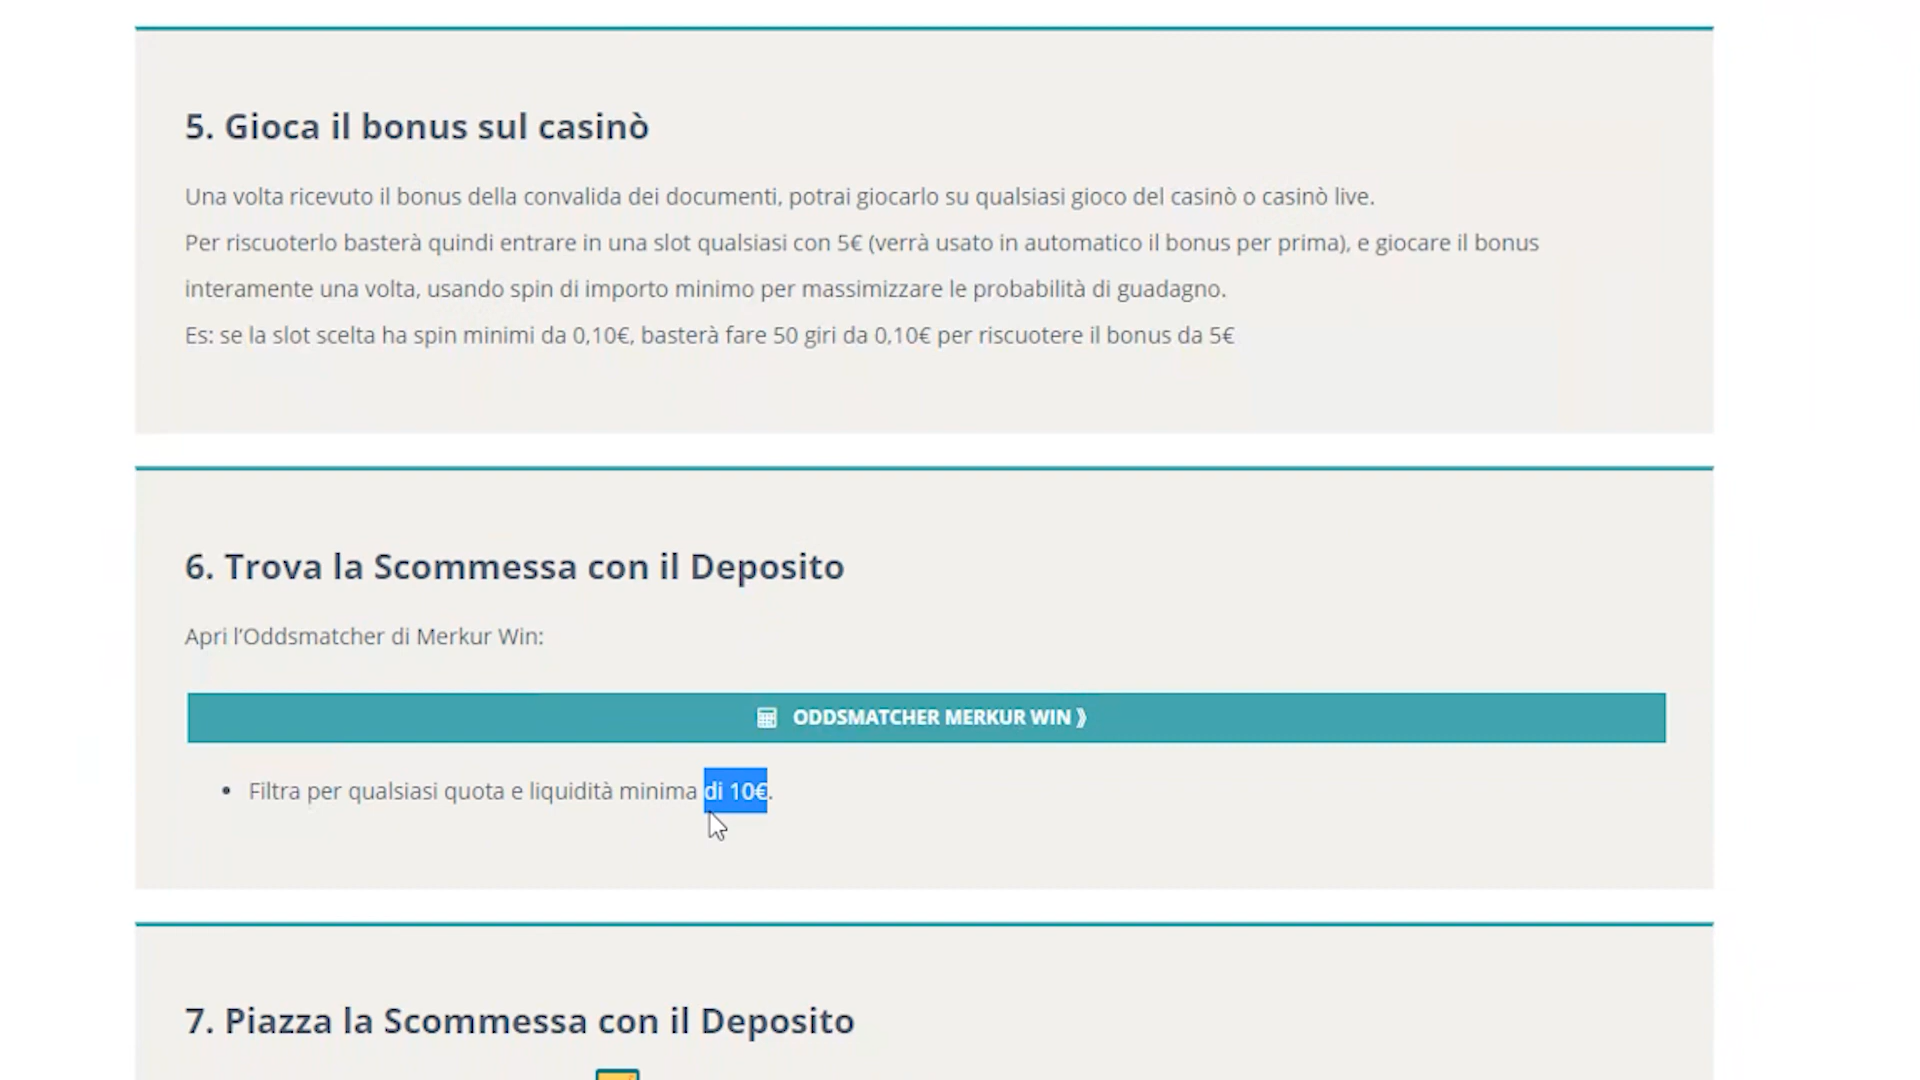 5. Gioca il bonus sul casinò
Una volta ricevuto il bonus della convalida dei documenti, potrai giocarlo su qualsiasi gioco del casinò o casinò live.
Per riscuoterlo basterà quindi entrare in una slot qualsiasi con 5€ (verrà usato in automatico il bonus per prima), e giocare il bonus
interamente una volta, usando spin di importo minimo per massimizzare le probabilità di guadagno.
Es: se la slot scelta ha spin minimi da 0,10€, basterà fare 50 giri da 0,10€ per riscuotere il bonus da 5€
6. Trova la Scommessa con il Deposito
Apri l’Oddsmatcher di Merkur Win:
ODDSMATCHER MERKUR WIN ⟫
• Filtra per qualsiasi quota e liquidità minima di 10€.
7. Piazza la Scommessa con il Deposito